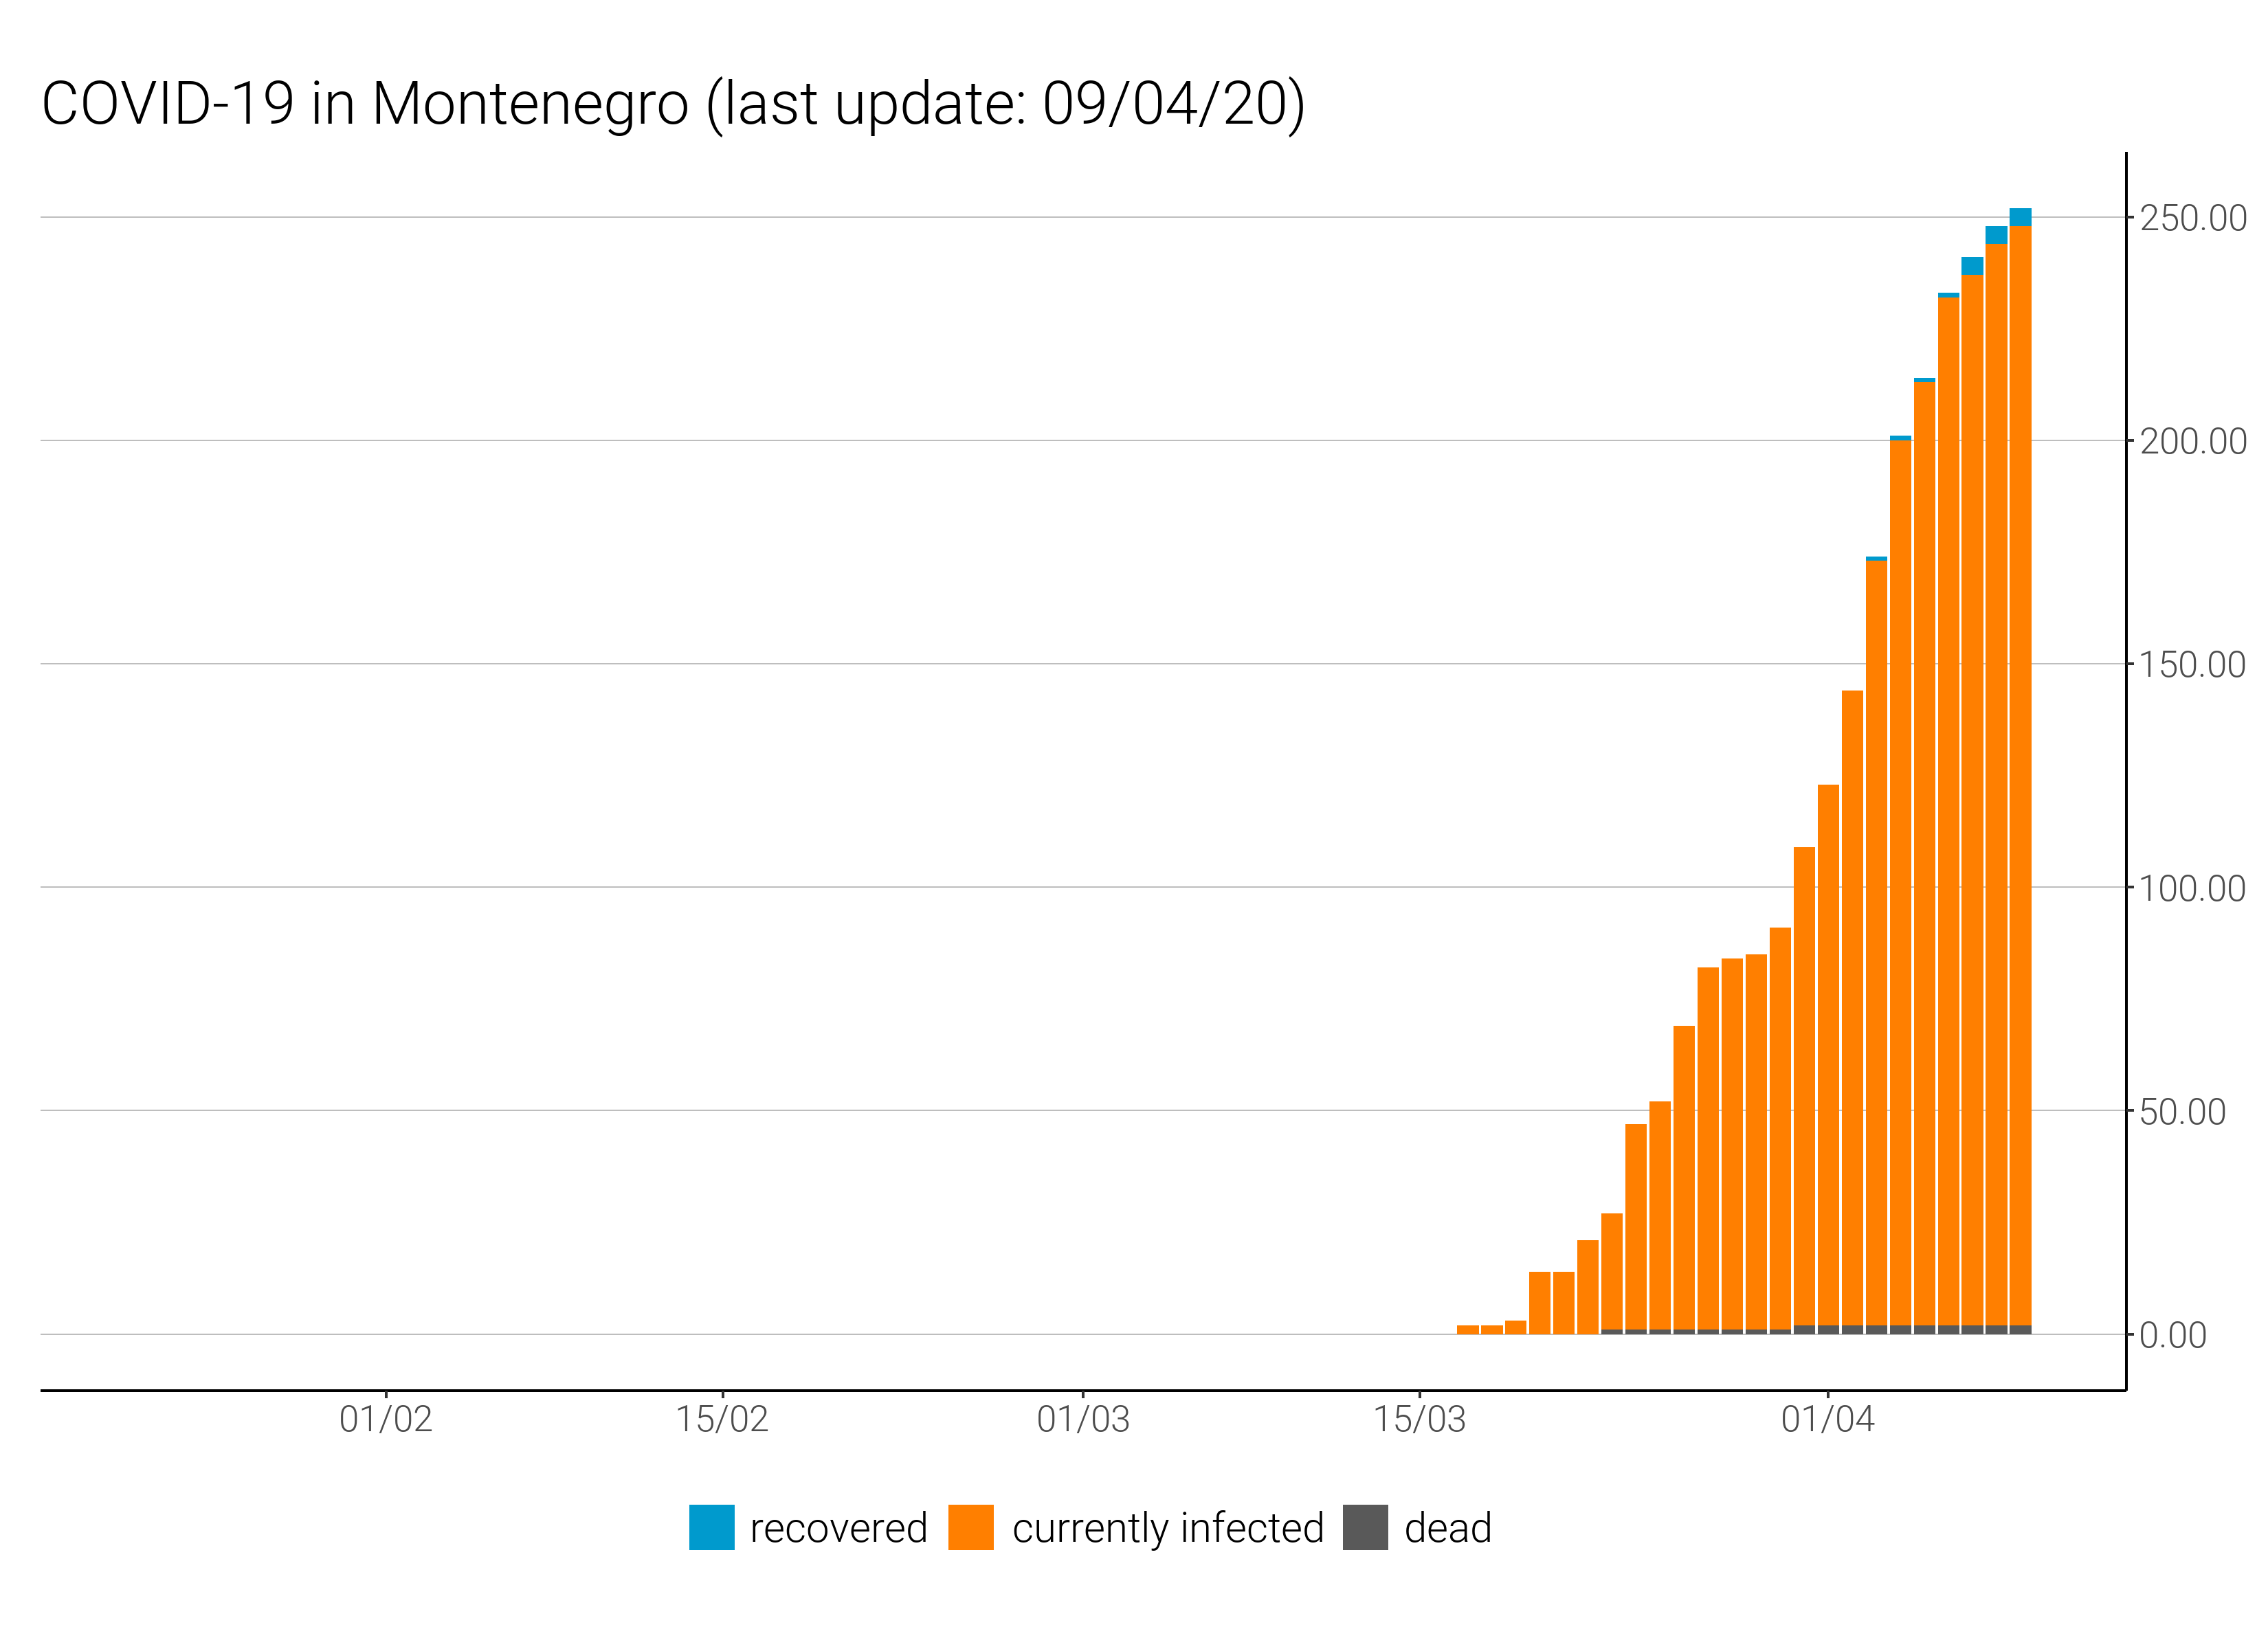 COVID-19 in Montenegro (last update: 09/04/20)
250.00
200.00
150.00
100.00
50.00
0.00
01/02 15/02 01/03 15/03 01/04
recovered currently infected dead